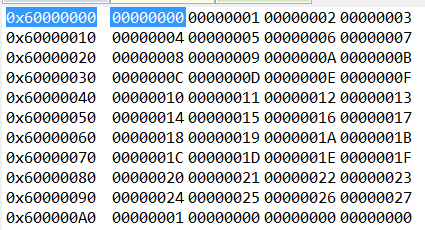 0x60000000 00000000 00000001 00000002 00000003
0x60000010 00000004 00000005 00000006 00000007
0x60000020 00000008 00000009 0000000A 0000000B
0x60000030 0000000C 0000000D 0000000E 0000000F
0x60000040 00000010 00000011 00000012 00000013
0x60000050 00000014 00000015 00000016 00000017
0x60000060 00000018 00000019 0000001A 0000001B
0x60000070 0000001C 0000001D 0000001E 0000001F
0x60000080 00000020 00000021 00000022 00000023
0x60000090 00000024 00000025 00000026 00000027
0x600000A0 00000001 00000000 00000000 00000000